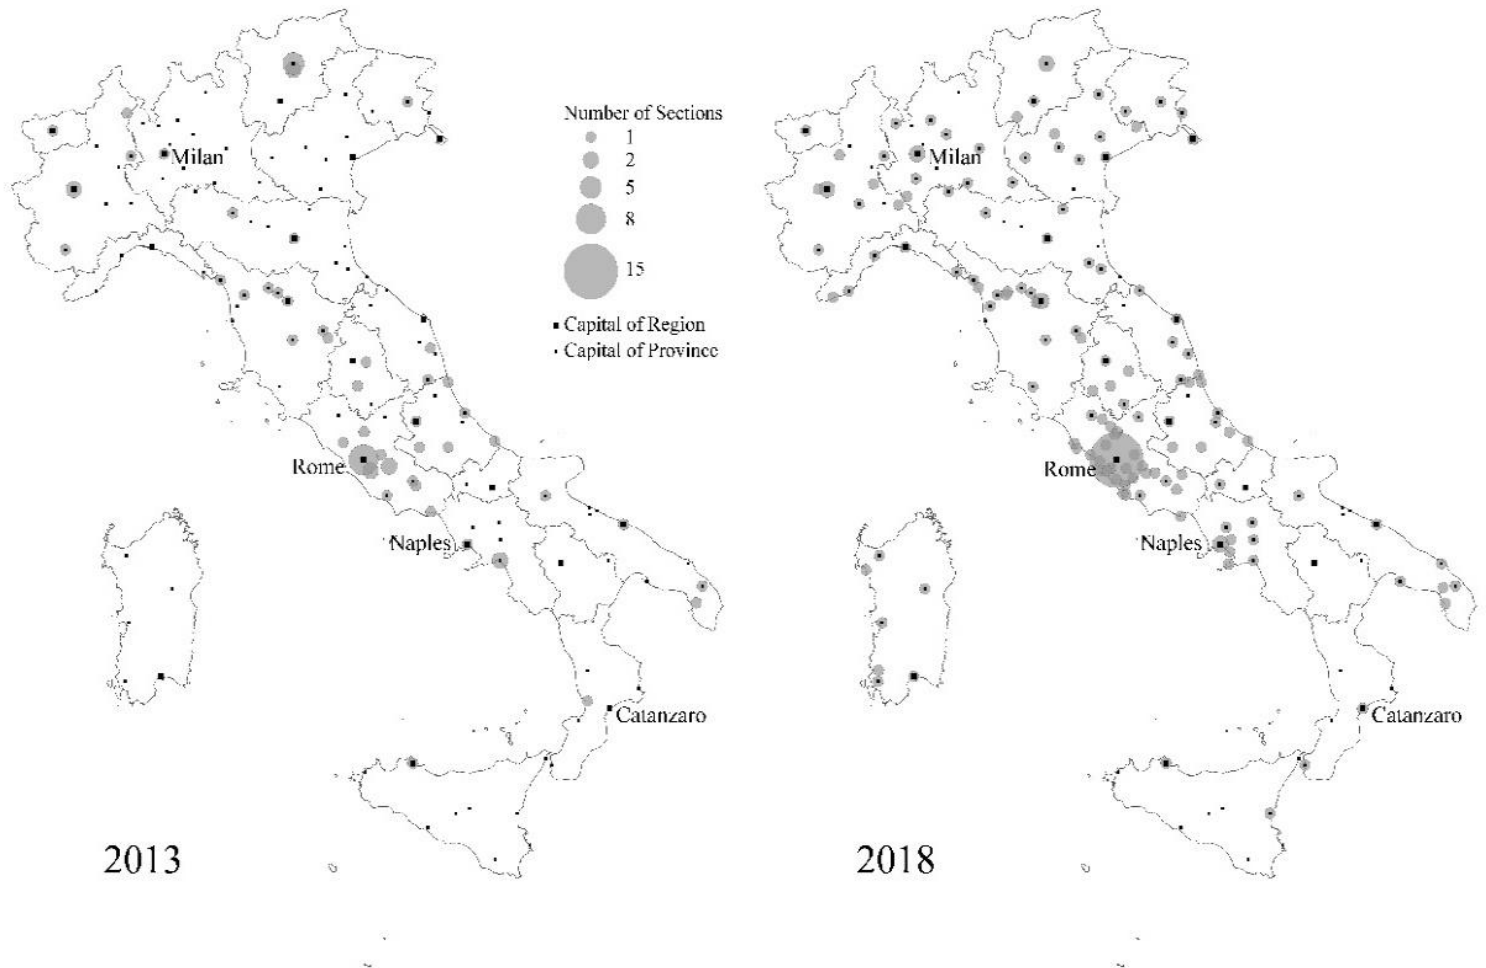 Number of Sections
1
2
5
8
15
Capital of Region
Capital of Province
Milan
Rome
Naples
Catanzaro
2013
Milan
Rome
Naples
Catanzaro
2018